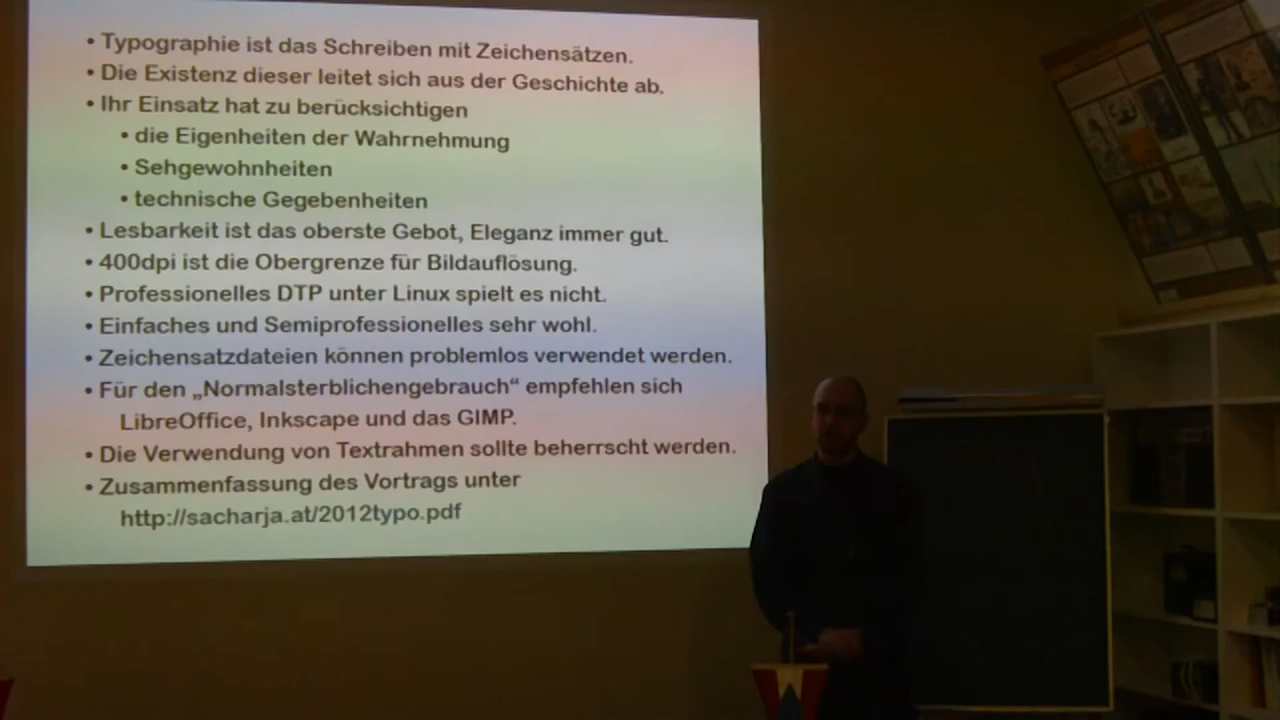 • Typographie ist das Schreiben mit Zeichensätzen.
• Die Existenz dieser leitet sich aus der Geschichte ab.
• Ihr Einsatz hat zu berücksichtigen
• die Eigenheiten der Wahrnehmung
• Sehgewohnheiten
• technische Gegebenheiten
• Lesbarkeit ist das oberste Gebot, Eleganz immer gut.
• 400dpi ist die Obergrenze für Bildauflösung.
• Professionelles DTP unter Linux spielt es nicht.
• Einfaches und Semiprofessionelles sehr wohl.
• Zeichensatzdateien können problemlos verwendet werden.
• Für den „Normalsterblichengebrauch“ empfehlen sich
LibreOffice, Inkscape und das GIMP.
• Die Verwendung von Textrahmen sollte beherrscht werden.
• Zusammenfassung des Vortrags unter
http://sacharja.at/2012typo.pdf